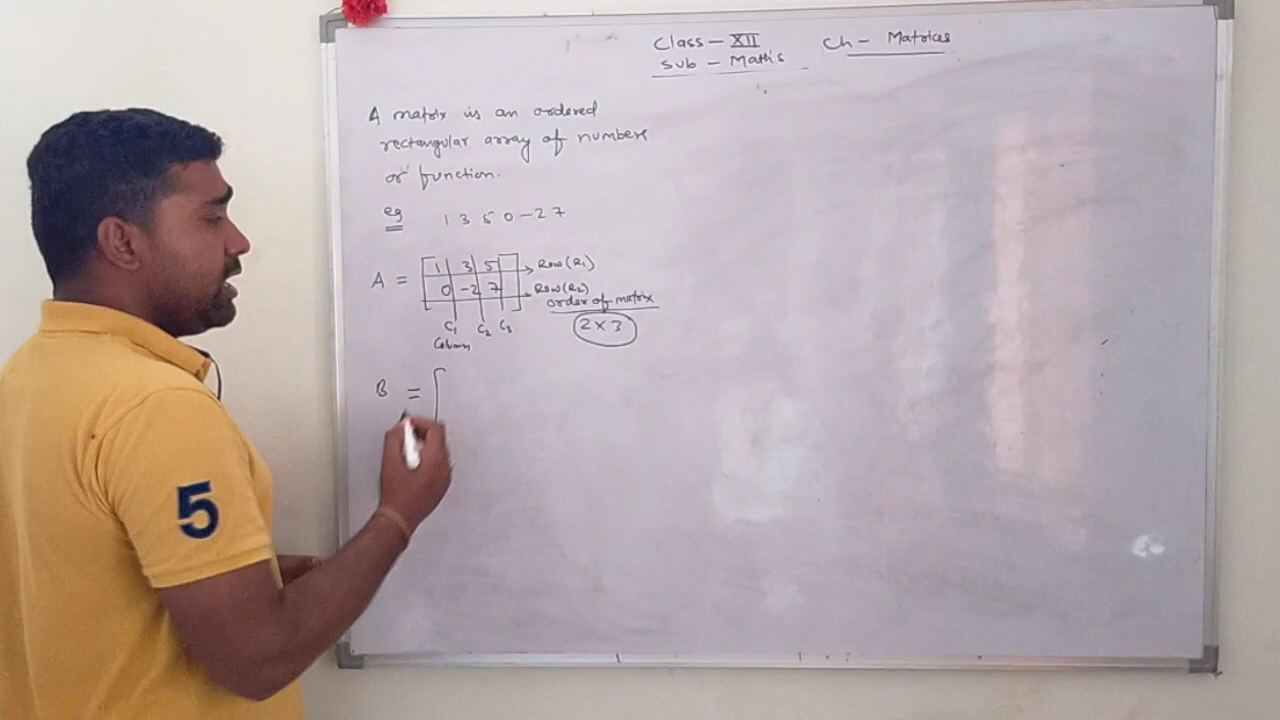 Class - XII Ch - Matrices
Sub - Maths
A matrix is an ordered
rectangular array of numbers
or function.
eg 1 3 5 0 -2 7
A = [ 1 3 5 ] → Row (R1)
[ 0 -2 7 ] → Row (R2)
order of matrix
2 × 3
C1 C2 C3
Column
B = [
5